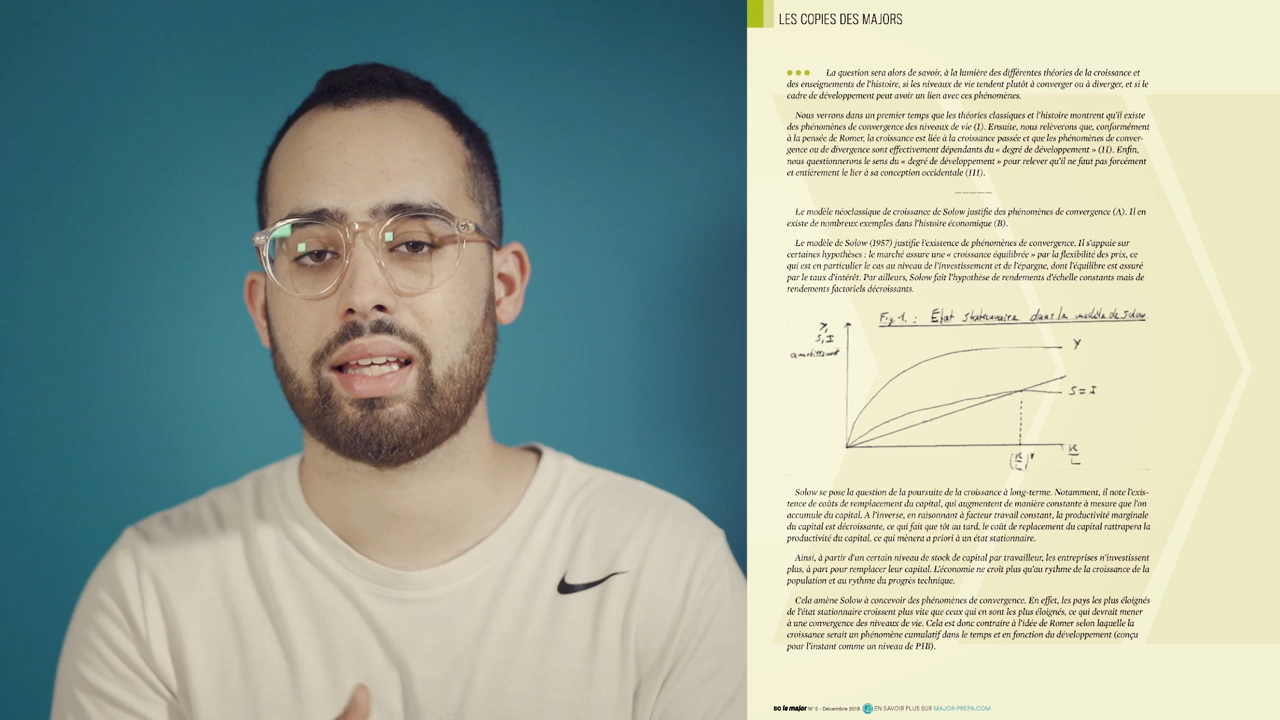 LES COPIES DES MAJORS
La question sera alors de savoir, à la lumière des différentes théories de la croissance et
des enseignements de l'histoire, si les niveaux de vie tendent plutôt à converger ou à diverger, et si le
cadre de développement peut avoir un lien avec ces phénomènes.
Nous verrons dans un premier temps que les théories classiques et l'histoire montrent qu'il existe
des phénomènes de convergence des niveaux de vie (I). Ensuite, nous relèverons que, conformément
à la pensée de Romer, la croissance est liée à la croissance passée et que les phénomènes de conver-
gence ou de divergence sont effectivement dépendants du « degré de développement » (II). Enfin,
nous questionnerons le sens du « degré de développement » pour relever qu'il ne faut pas forcément
et entièrement le lier à sa conception occidentale (III).
Le modèle néoclassique de croissance de Solow justifie des phénomènes de convergence (A). Il en
existe de nombreux exemples dans l'histoire économique (B).
Le modèle de Solow (1957) justifie l'existence de phénomènes de convergence. Il s'appuie sur
certaines hypothèses : le marché assure une « croissance équilibrée » par la flexibilité des prix, ce
qui est en particulier le cas au niveau de l'investissement et de l'épargne, dont l'équilibre est assuré
par le taux d'intérêt. Par ailleurs, Solow fait l'hypothèse de rendements d'échelle constants mais de
rendements factoriels décroissants.
Fig. 1. : Etat stationnaire dans le modèle de Solow.
Y,
S, I
Y
S = I
K/L
(K/L)*
Solow se pose la question de la poursuite de la croissance à long-terme. Notamment, il note l'exis-
tence de coûts de remplacement du capital, qui augmentent de manière constante à mesure que l'on
accumule du capital. A l'inverse, en raisonnant à facteur travail constant, la productivité marginale
du capital est décroissante, ce qui fait que tôt au tard, le coût de replacement du capital rattrapera la
productivité du capital, ce qui mènera a priori à un état stationnaire.
Ainsi, à partir d'un certain niveau de stock de capital par travailleur, les entreprises n'investissent
plus, à part pour remplacer leur capital. L'économie ne croit plus qu'au rythme de la croissance de la
population et au rythme du progrès technique.
Cela amène Solow à concevoir des phénomènes de convergence. En effet, les pays les plus éloignés
de l'état stationnaire croissent plus vite que ceux qui en sont les plus éloignés, ce qui devrait mener
à une convergence des niveaux de vie. Cela est donc contraire à l'idée de Romer selon laquelle la
croissance serait un phénomène cumulatif dans le temps et en fonction du développement (conçu
pour l'instant comme un niveau de PIB).
80 le major N° 3 - Décembre 2018 EN SAVOIR PLUS SUR MAJOR-PREPA.COM